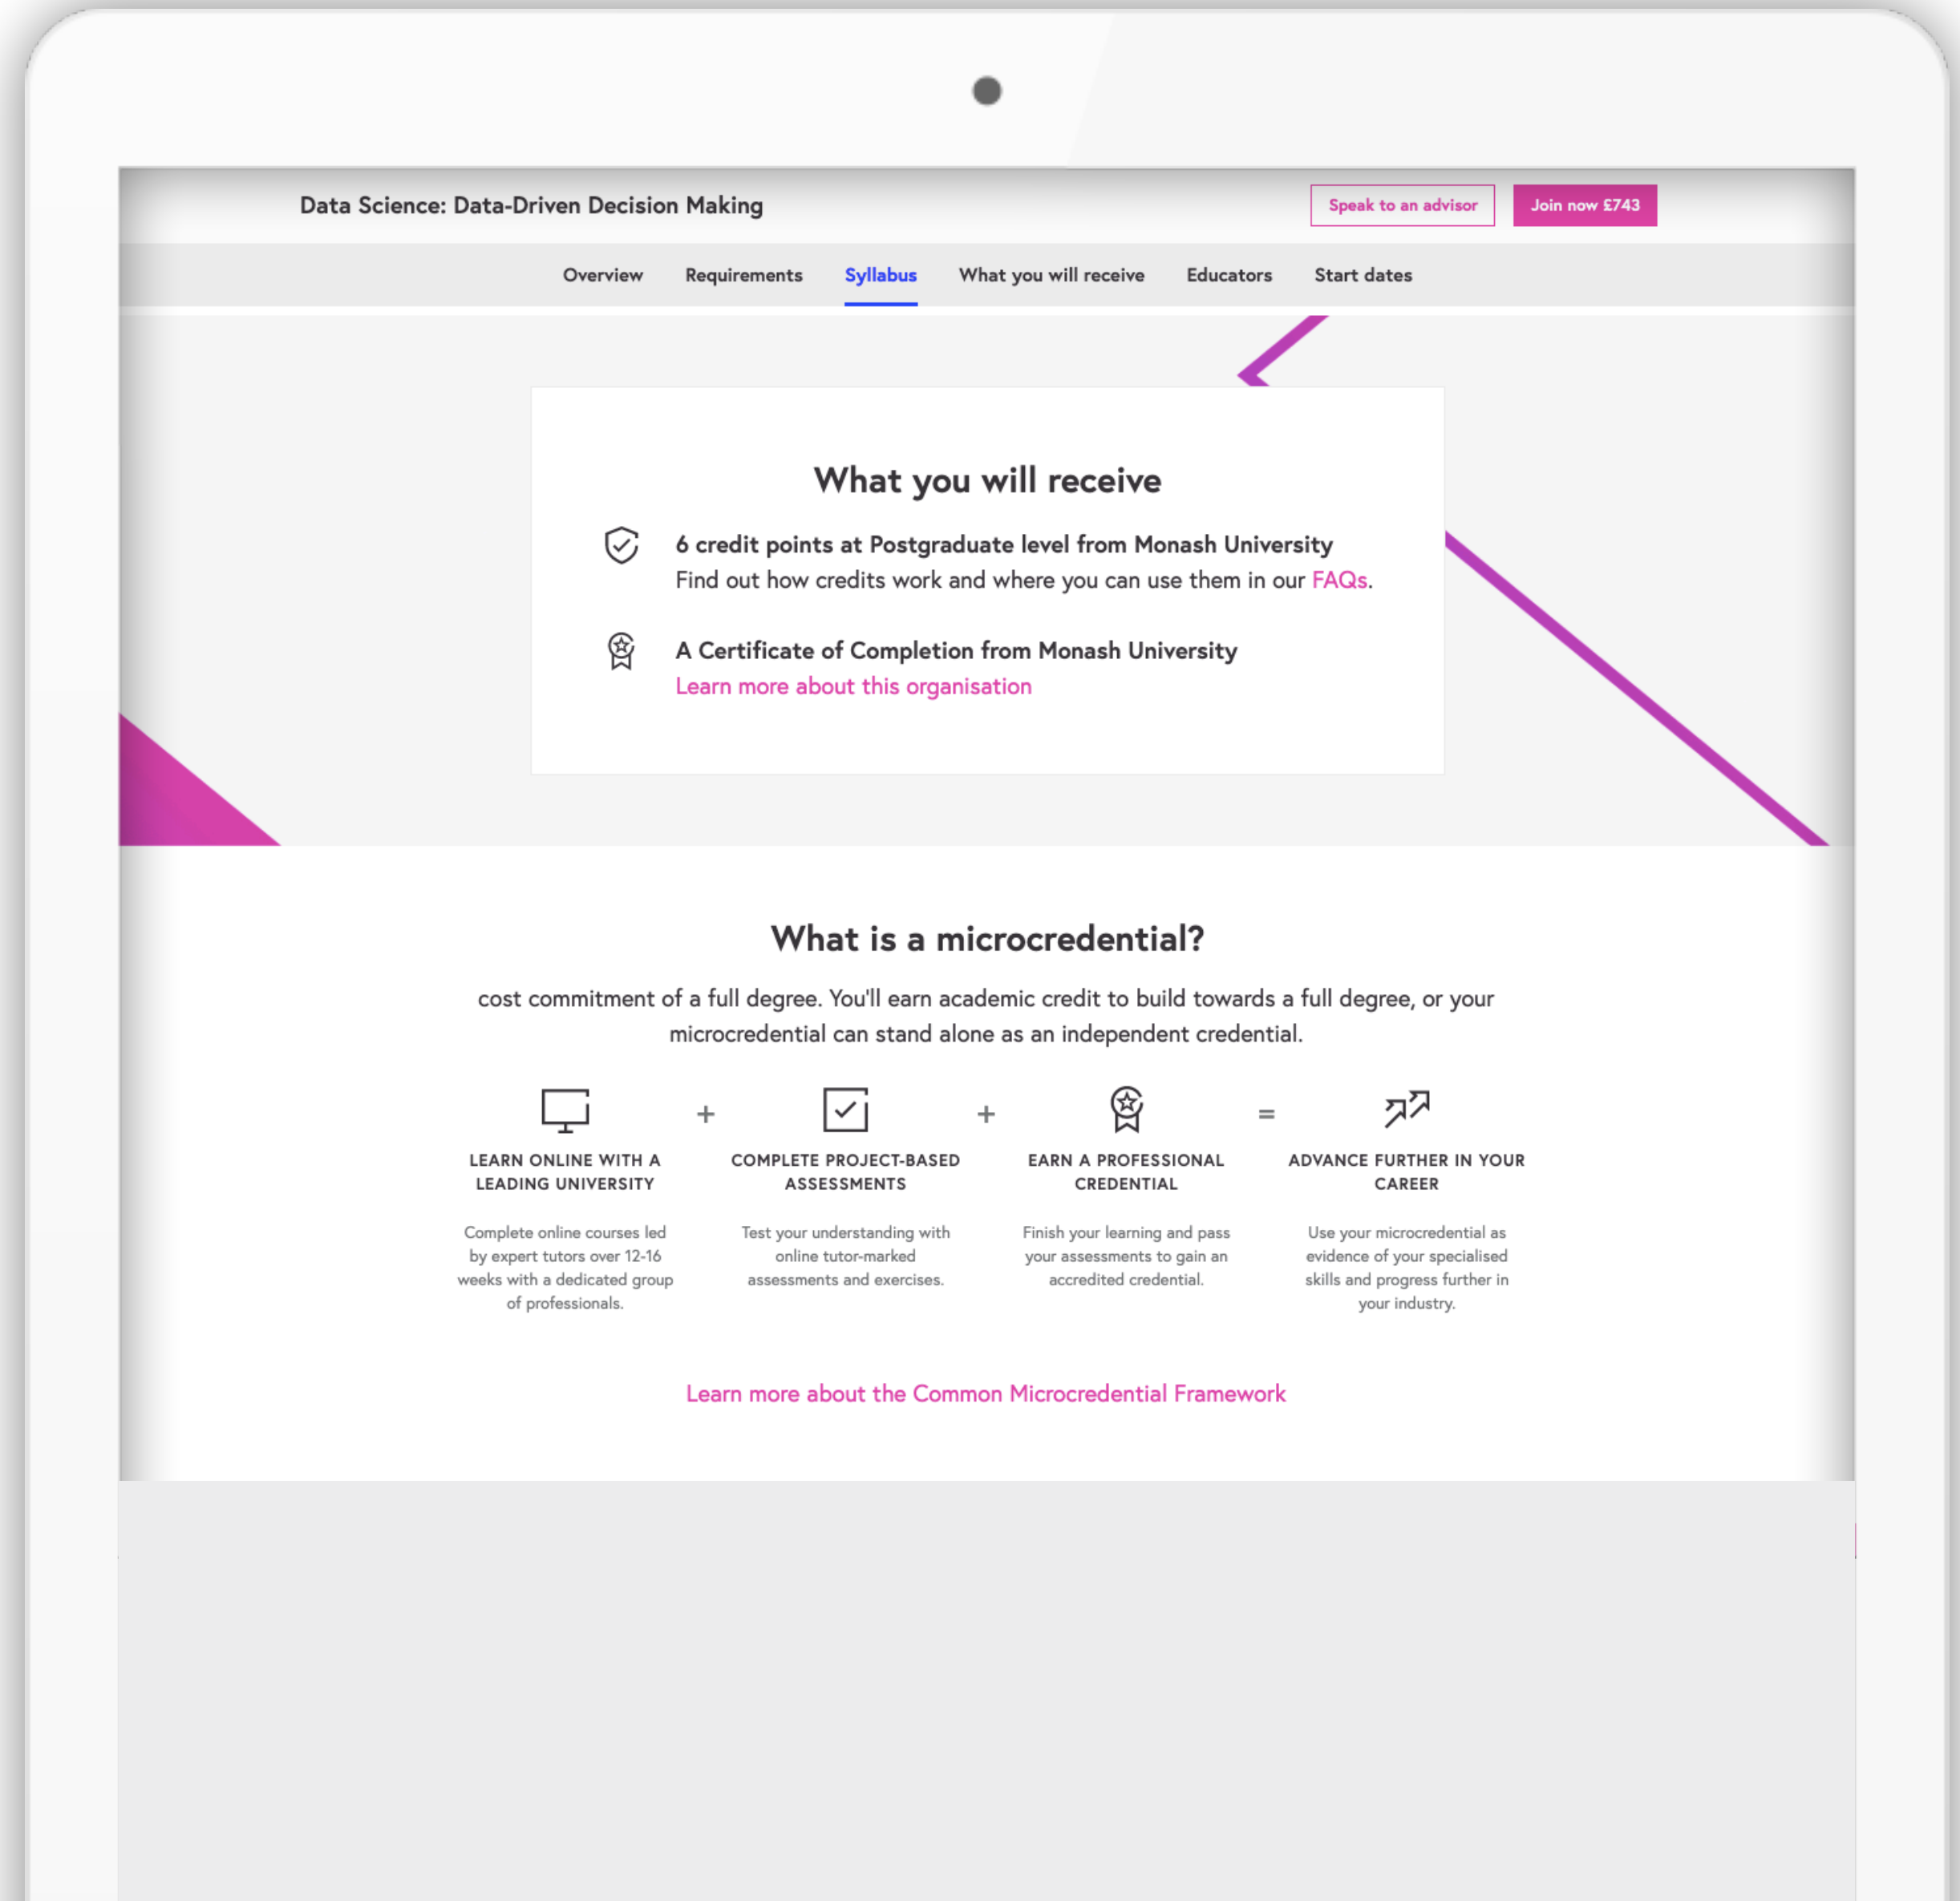 Data Science: Data-Driven Decision Making
Speak to an advisor
Join now £743
Overview
Requirements
Syllabus
What you will receive
Educators
Start dates
What you will receive
6 credit points at Postgraduate level from Monash University
Find out how credits work and where you can use them in our FAQs.
A Certificate of Completion from Monash University
Learn more about this organisation
What is a microcredential?
cost commitment of a full degree. You'll earn academic credit to build towards a full degree, or your
microcredential can stand alone as an independent credential.
+
+
=
LEARN ONLINE WITH A
LEADING UNIVERSITY
Complete online courses led
by expert tutors over 12-16
weeks with a dedicated group
of professionals.
COMPLETE PROJECT-BASED
ASSESSMENTS
Test your understanding with
online tutor-marked
assessments and exercises.
EARN A PROFESSIONAL
CREDENTIAL
Finish your learning and pass
your assessments to gain an
accredited credential.
ADVANCE FURTHER IN YOUR
CAREER
Use your microcredential as
evidence of your specialised
skills and progress further in
your industry.
Learn more about the Common Microcredential Framework